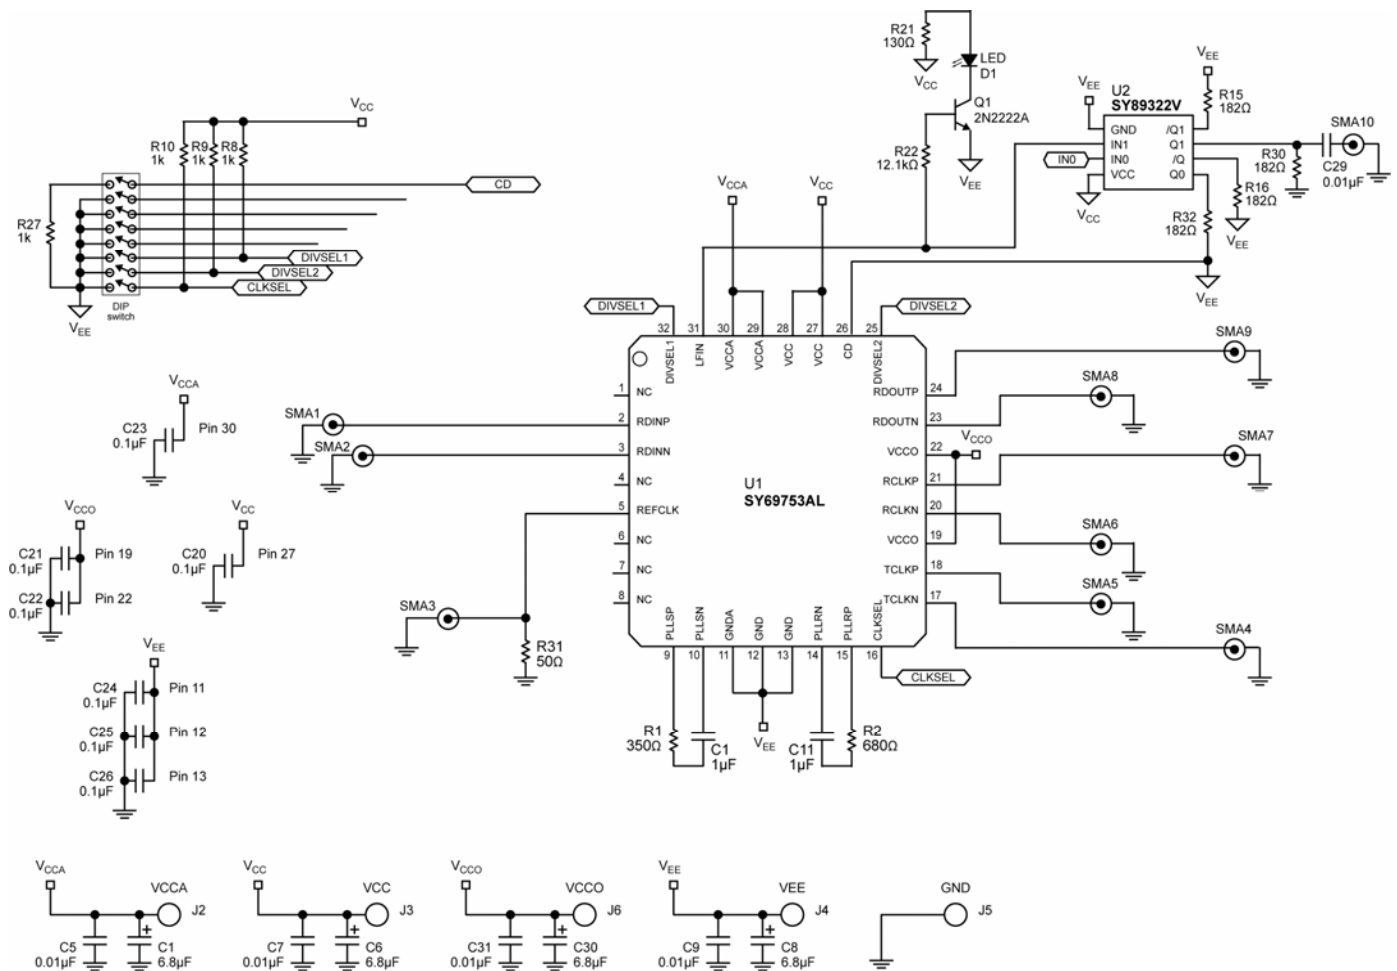 R21
130Ω
VCC
LED
D1
Q1
2N2222A
R22
12.1kΩ
VEE
VEE
U2
SY89322V
GND
IN1
IN0
VCC
/Q1
Q1
/Q
Q0
IN0
VCC
VEE
R15
182Ω
SMA10
R30
182Ω
C29
0.01µF
R16
182Ω
VEE
R32
182Ω
VEE
VCC
R10
1k
R9
1k
R8
1k
CD
R27
1k
DIVSEL1
DIVSEL2
CLKSEL
DIP
switch
VEE
VCCA
VCC
DIVSEL1
DIVSEL2
32 31 30 29 28 27 26 25
DIVSEL1
LFIN
VCCA
VCCA
VCC
VCC
CD
DIVSEL2
1 NC
2 RDINP
3 RDINN
4 NC
5 REFCLK
6 NC
7 NC
8 NC
U1
SY69753AL
RDOUTP 24
RDOUTN 23
VCCO 22
RCLKP 21
RCLKN 20
VCCO 19
TCLKP 18
TCLKN 17
PLLSP
PLLSN
GNDA
GND
GND
PLLRN
PLLRP
CLKSEL
9 10 11 12 13 14 15 16
SMA1
SMA2
SMA3
R31
50Ω
VCCO
SMA9
SMA8
SMA7
SMA6
SMA5
SMA4
CLKSEL
R1
350Ω
C1
1µF
VEE
C11
1µF
R2
680Ω
VCCA
C23
0.1µF
Pin 30
VCCO
C21
0.1µF
Pin 19
C22
0.1µF
Pin 22
VCC
C20
0.1µF
Pin 27
VEE
C24
0.1µF
Pin 11
C25
0.1µF
Pin 12
C26
0.1µF
Pin 13
VCCA
VCCA
J2
C5
0.01µF
+
C1
6.8µF
VCC
VCC
J3
C7
0.01µF
+
C6
6.8µF
VCCO
VCCO
J6
C31
0.01µF
+
C30
6.8µF
VEE
VEE
J4
C9
0.01µF
+
C8
6.8µF
GND
J5